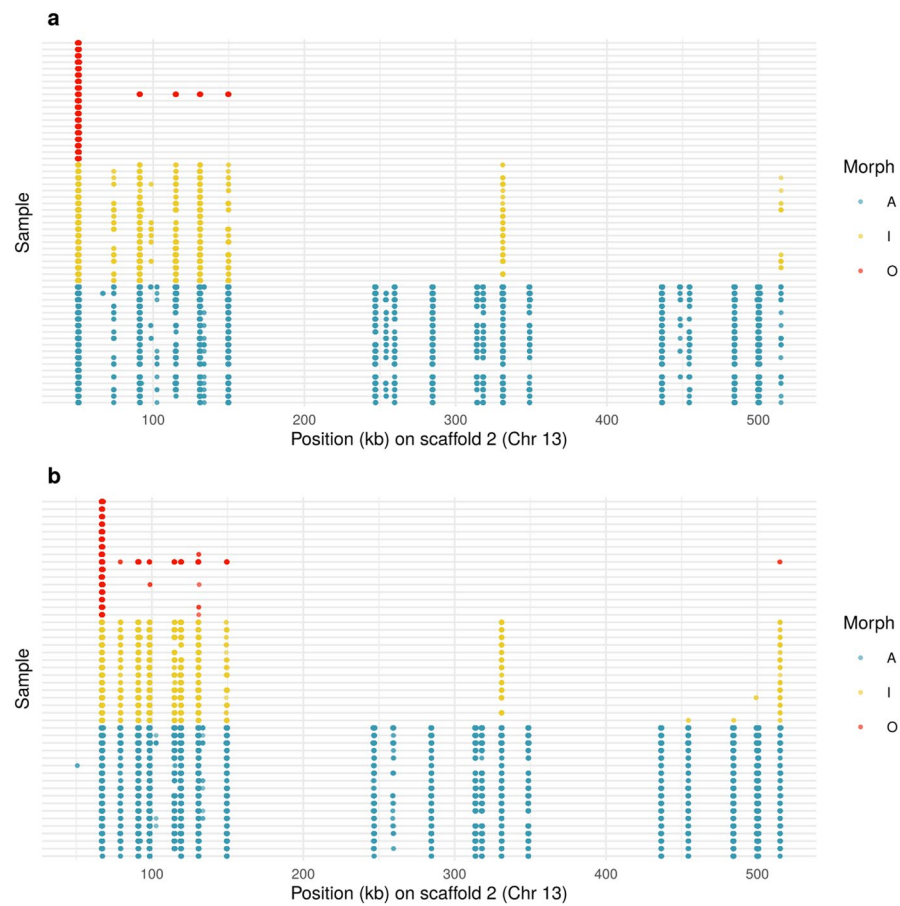 a
Sample
Morph
A
I
O
100
200
300
400
500
Position (kb) on scaffold 2 (Chr 13)
b
Sample
Morph
A
I
O
100
200
300
400
500
Position (kb) on scaffold 2 (Chr 13)